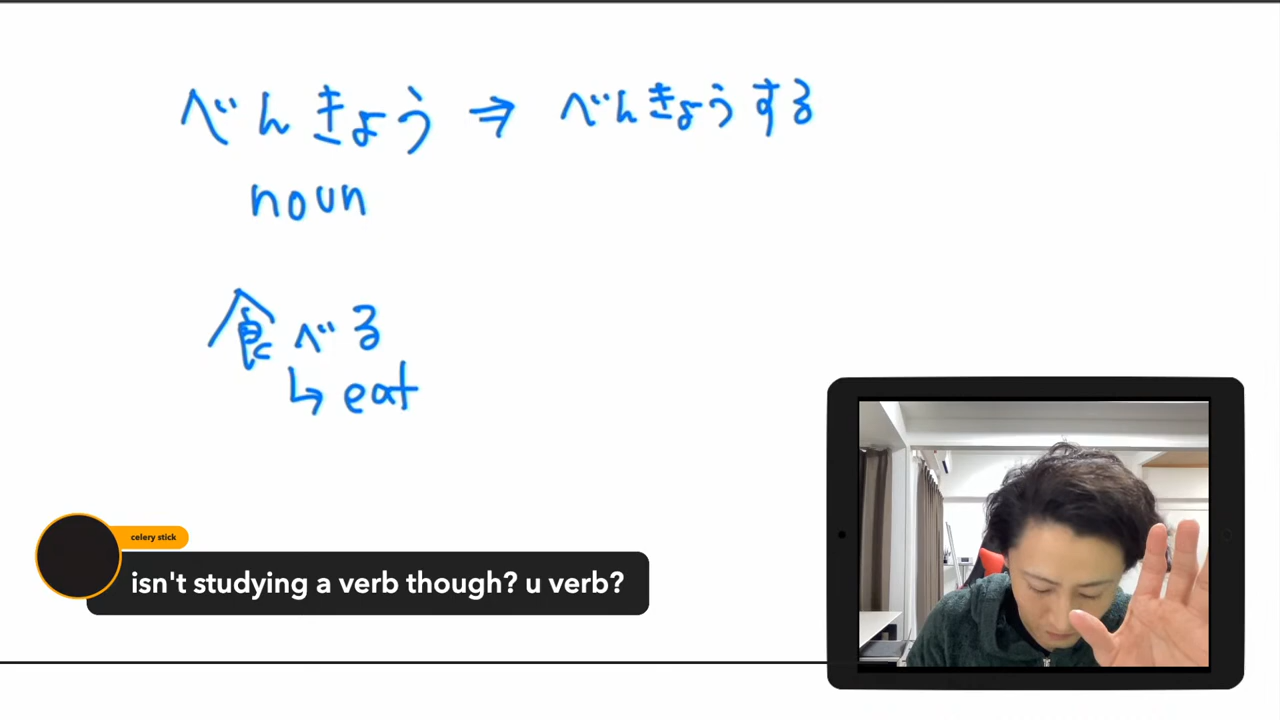 べんきょう ⇒ べんきょうする
noun
食べる
↳ eat
celery stick
isn't studying a verb though? u verb?